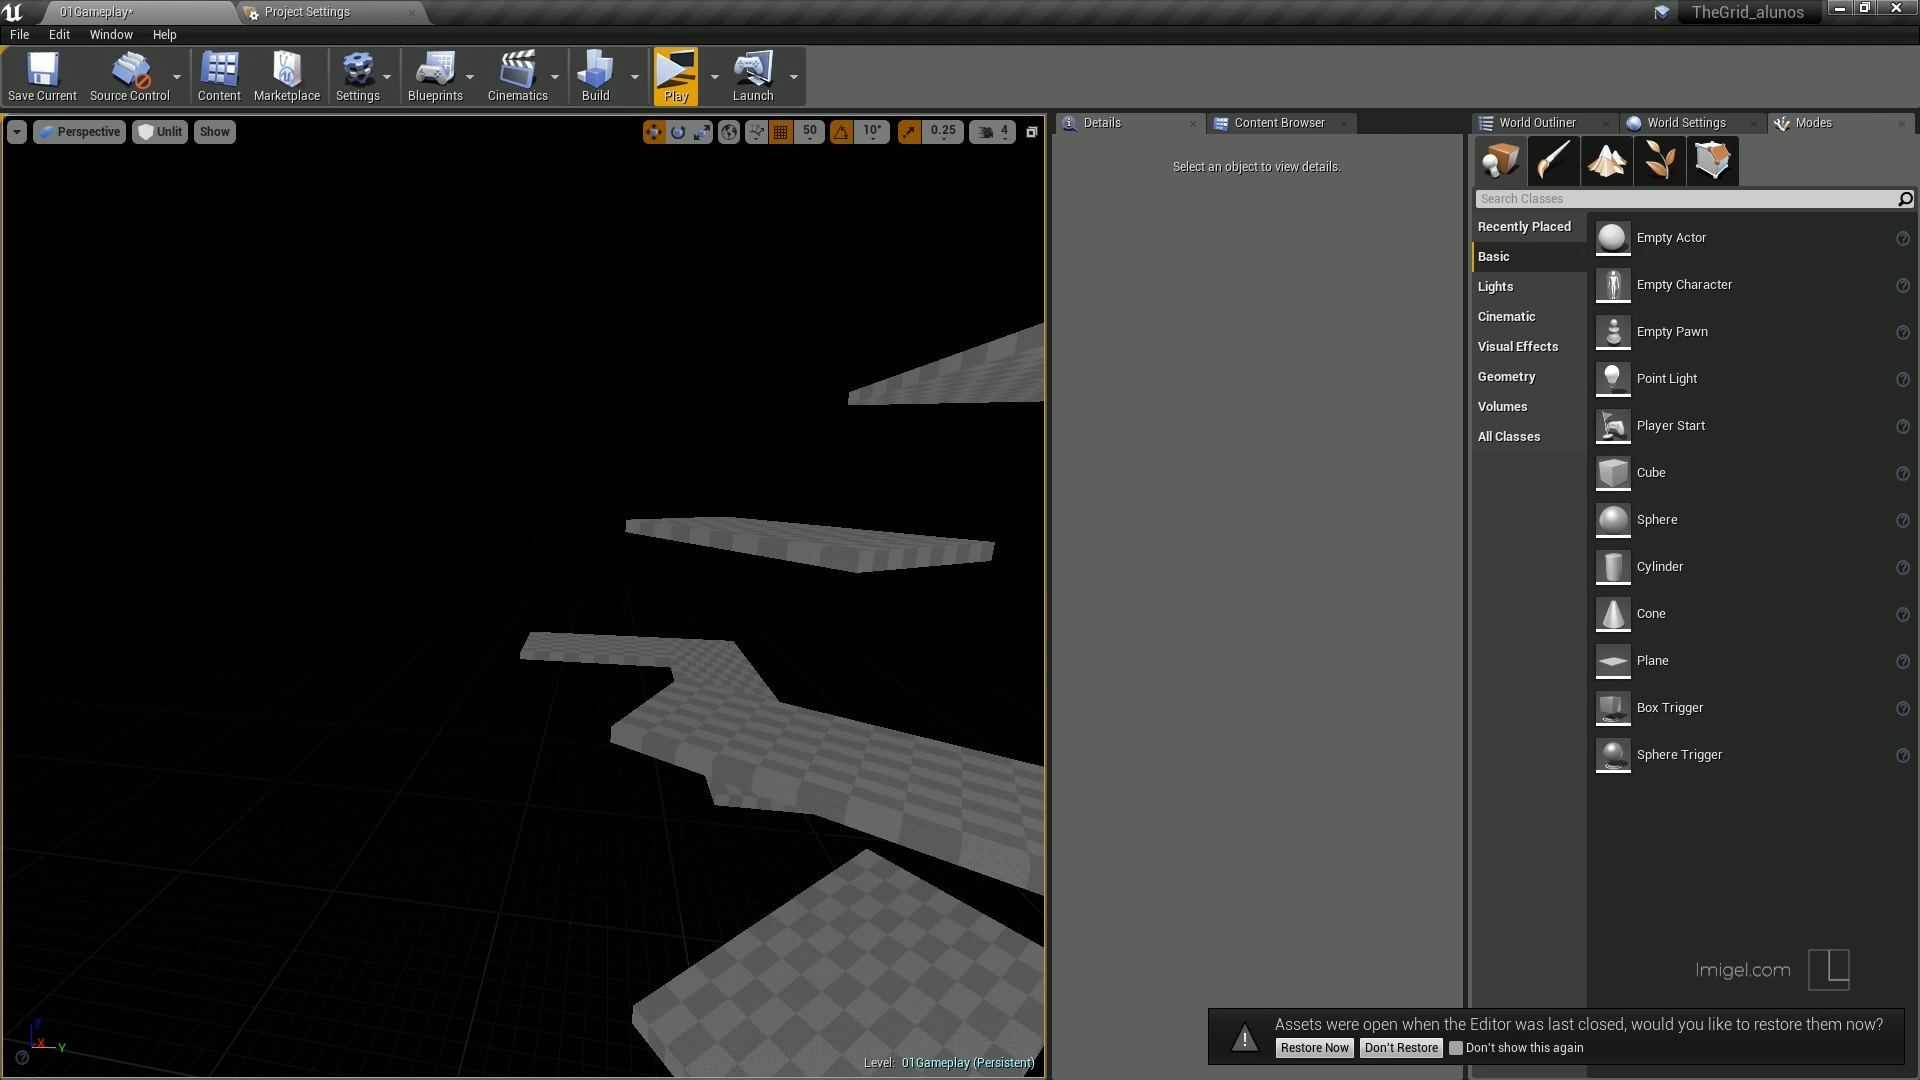 01Gameplay*
Project Settings
TheGrid_alunos
File Edit Window Help
Save Current
Source Control
Content
Marketplace
Settings
Blueprints
Cinematics
Build
Play
Launch
Perspective
Unlit
Show
50
10°
0.25
4
Details
Content Browser
World Outliner
World Settings
Modes
Select an object to view details.
Search Classes
Recently Placed
Basic
Lights
Cinematic
Visual Effects
Geometry
Volumes
All Classes
Empty Actor
Empty Character
Empty Pawn
Point Light
Player Start
Cube
Sphere
Cylinder
Cone
Plane
Box Trigger
Sphere Trigger
lmigel.com
Z
X
Y
Level: 01Gameplay (Persistent)
Assets were open when the Editor was last closed, would you like to restore them now?
Restore Now
Don't Restore
Don't show this again